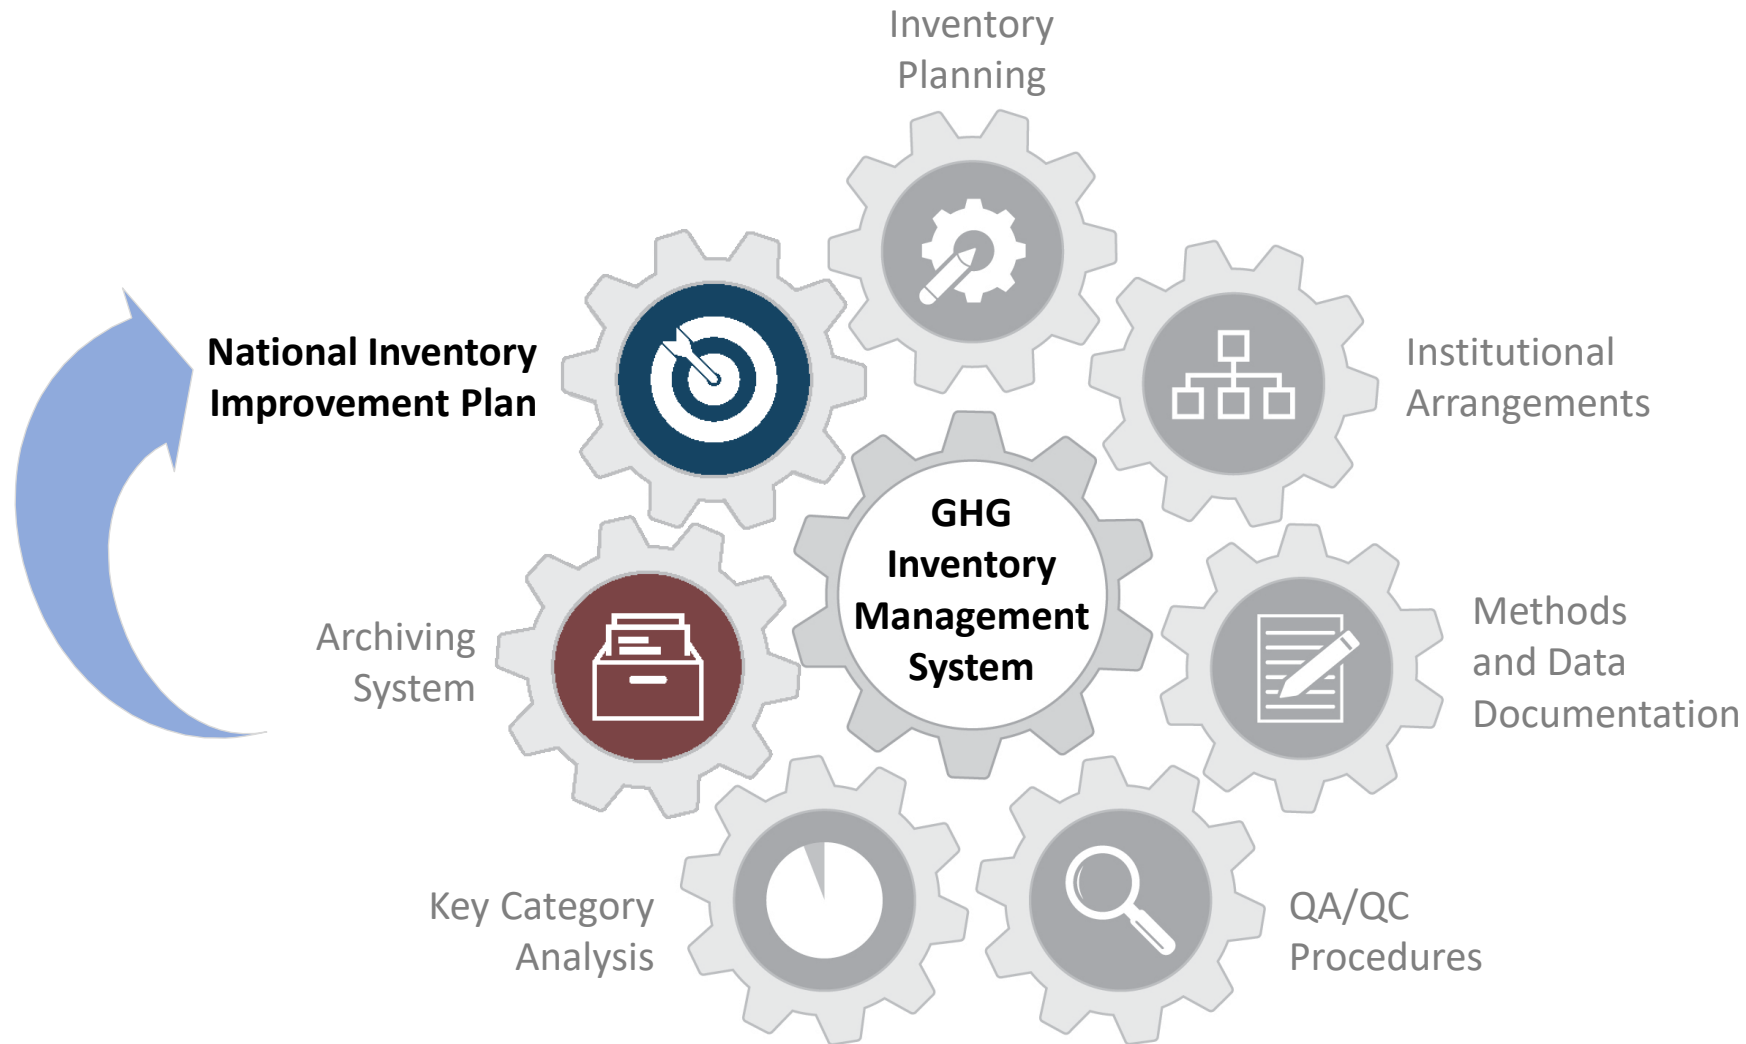 Inventory
Planning
National Inventory
Improvement Plan
Institutional
Arrangements
GHG
Inventory
Management
System
Archiving
System
Methods
and Data
Documentation
Key Category
Analysis
QA/QC
Procedures